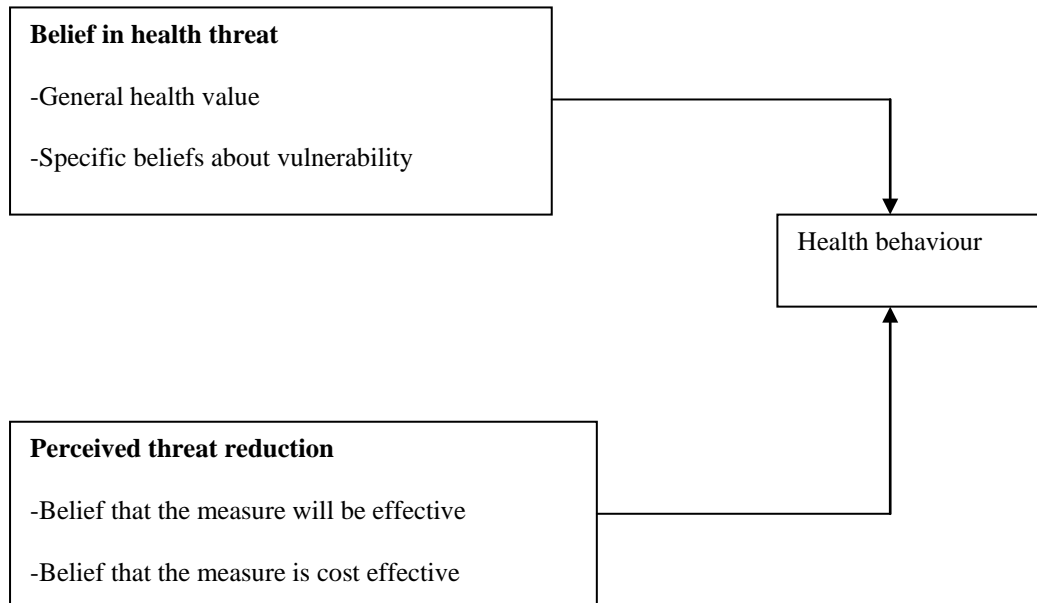 Belief in health threat
-General health value
-Specific beliefs about vulnerability
Health behaviour
Perceived threat reduction
-Belief that the measure will be effective
-Belief that the measure is cost effective